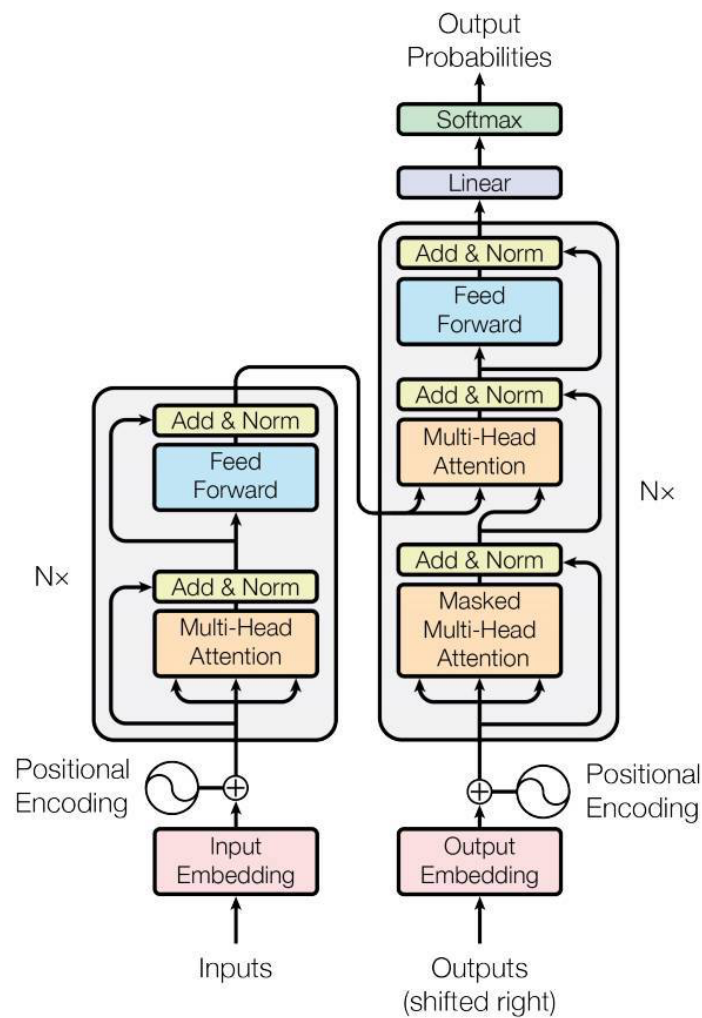 Output
Probabilities
Softmax
Linear
Add & Norm
Feed
Forward
Add & Norm
Multi-Head
Attention
Add & Norm
Masked
Multi-Head
Attention
Nx
Add & Norm
Feed
Forward
Add & Norm
Multi-Head
Attention
Nx
Positional
Encoding
Positional
Encoding
Input
Embedding
Output
Embedding
Inputs
Outputs
(shifted right)